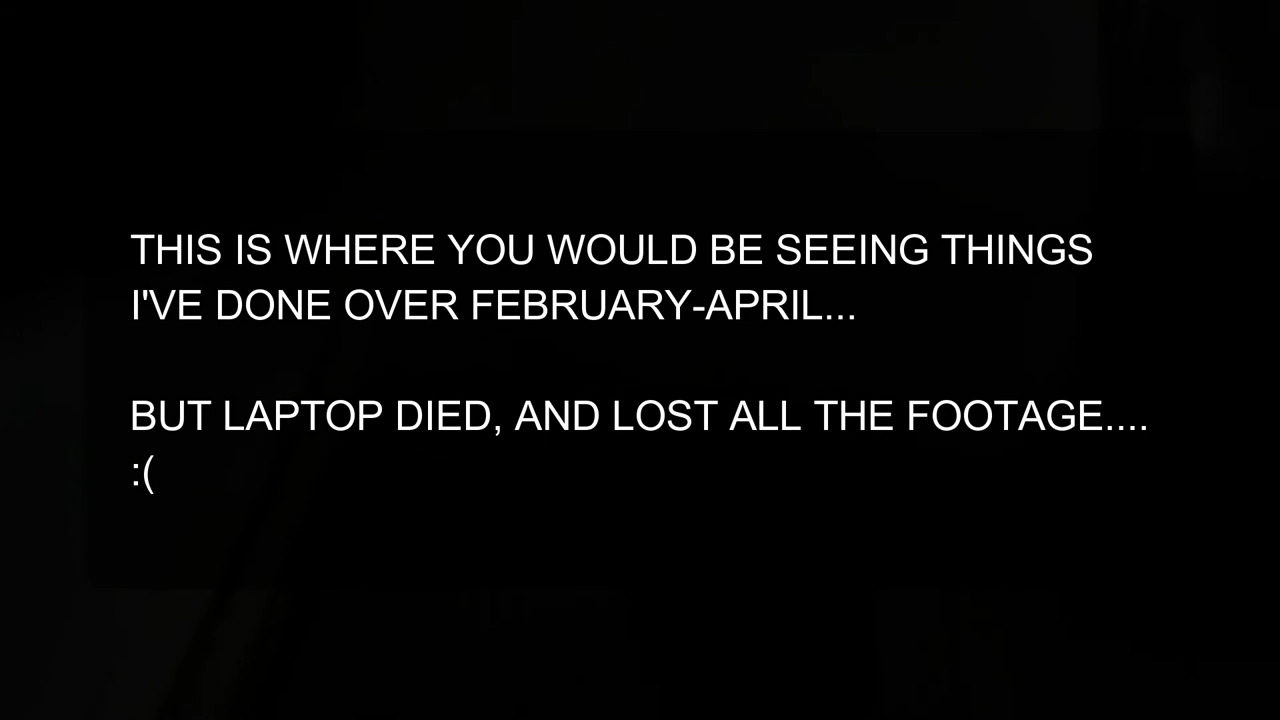 THIS IS WHERE YOU WOULD BE SEEING THINGS
I'VE DONE OVER FEBRUARY-APRIL...
BUT LAPTOP DIED, AND LOST ALL THE FOOTAGE....
:(